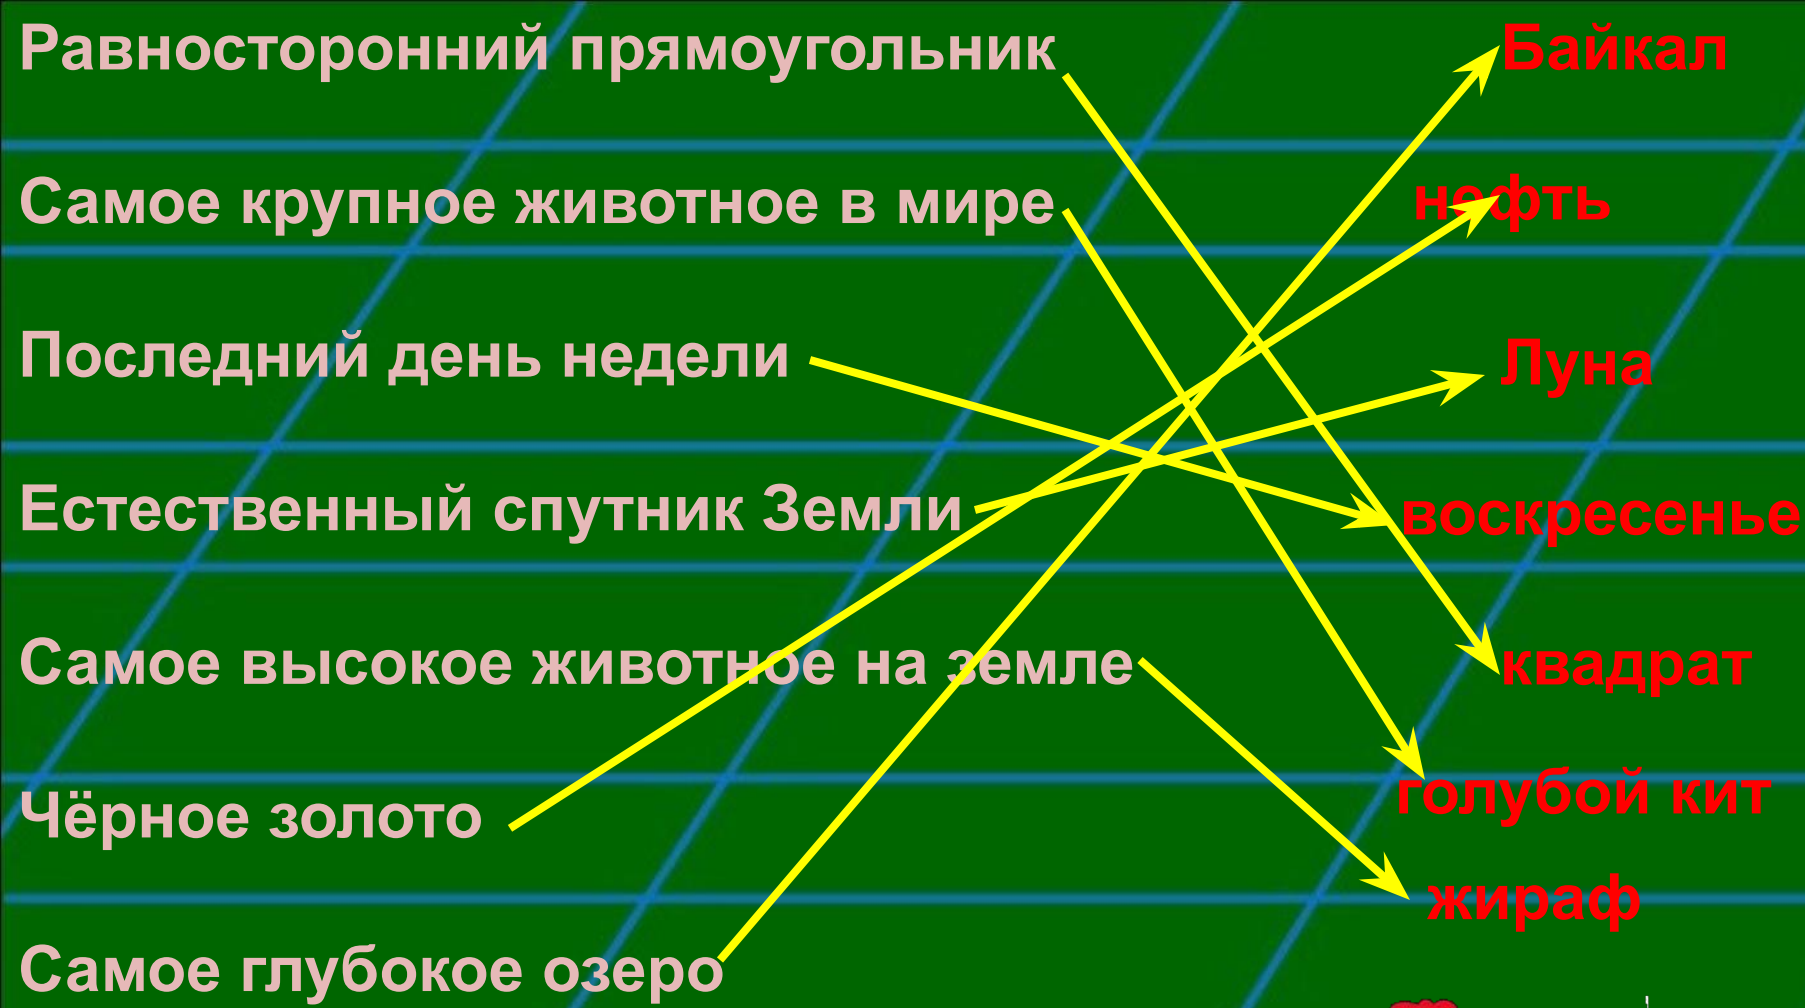 Равносторонний прямоугольник
Байкал
Самое крупное животное в мире
нефть
Последний день недели
Луна
Естественный спутник Земли
воскресенье
Самое высокое животное на земле
квадрат
Чёрное золото
голубой кит
жираф
Самое глубокое озеро